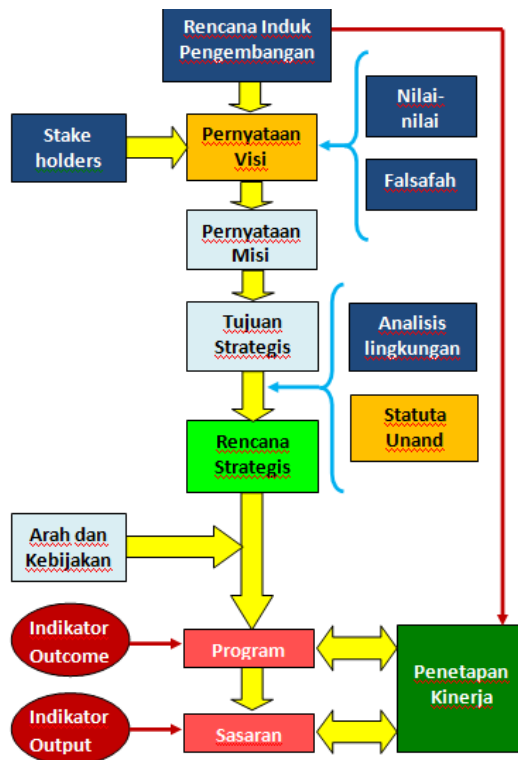 Rencana Induk
Pengembangan
Nilai-
nilai
Stake
holders
Pernyataan
Visi
Falsafah
Pernyataan
Misi
Tujuan
Strategis
Analisis
lingkungan
Statuta
Unand
Rencana
Strategis
Arah dan
Kebijakan
Indikator
Outcome
Program
Penetapan
Kinerja
Indikator
Output
Sasaran